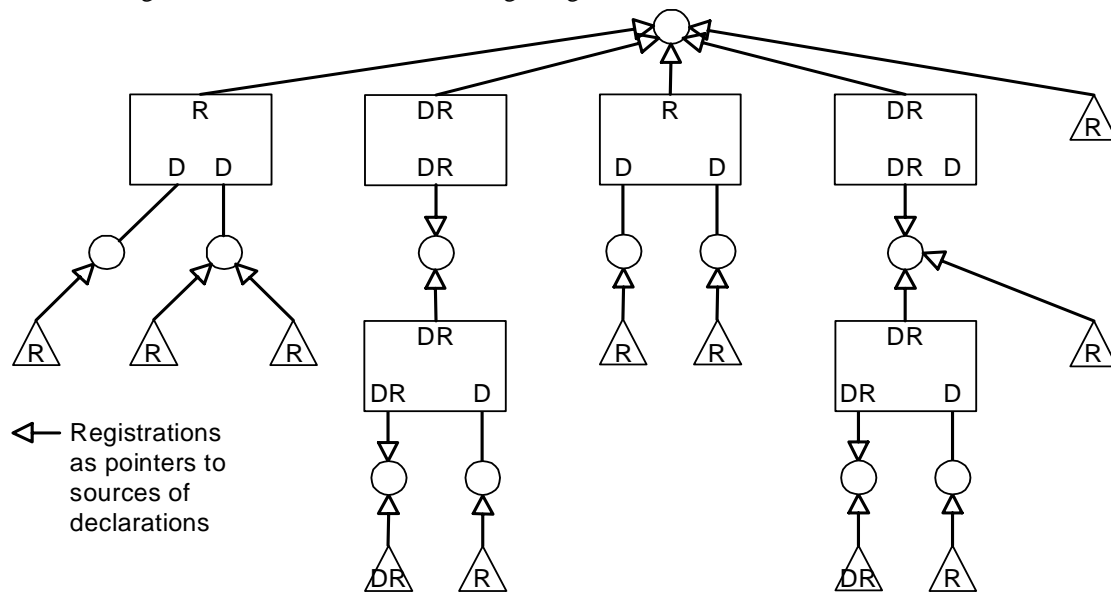 R DR R DR R
D D DR D D DR D
R R R DR R R DR R
DR D DR D
Registrations
as pointers to
sources of
declarations
DR R DR R